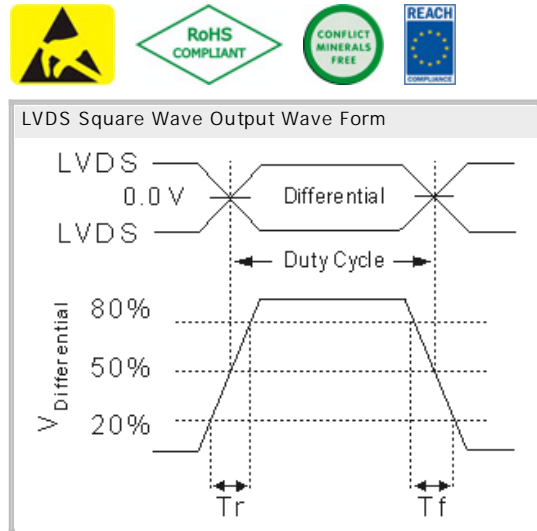 RoHS
COMPLIANT
CONFLICT
MINERALS
FREE
REACH
COMPLIANCE
LVDS Square Wave Output Wave Form
LVDS
0.0 V
Differential
LVDS
Duty Cycle
80%
50%
20%
V Differential
Tr
Tf